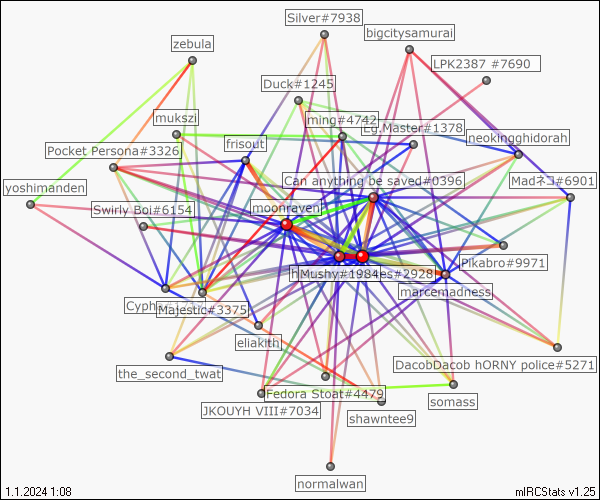 Silver#7938
bigcitysamurai
zebula
LPK2387 #7690
Duck#1245
mukszi
ming#4742
Eg.Master#1378
neokingghidorah
Pocket Persona#3326
frisout
yoshimanden
Can anything be saved#0396
Madネコ#6901
Swirly Boi#6154
moonraven
Pikabro#9971
Mushy#1984
es#2928
marcemadness
Majestic#3375
eliakith
the_second_twat
DacobDacob hORNY police#5271
Fedora Stoat#4479
JKOUYH VIII#7034
somass
shawntee9
normalwan
1.1.2024 1:08
mIRCStats v1.25